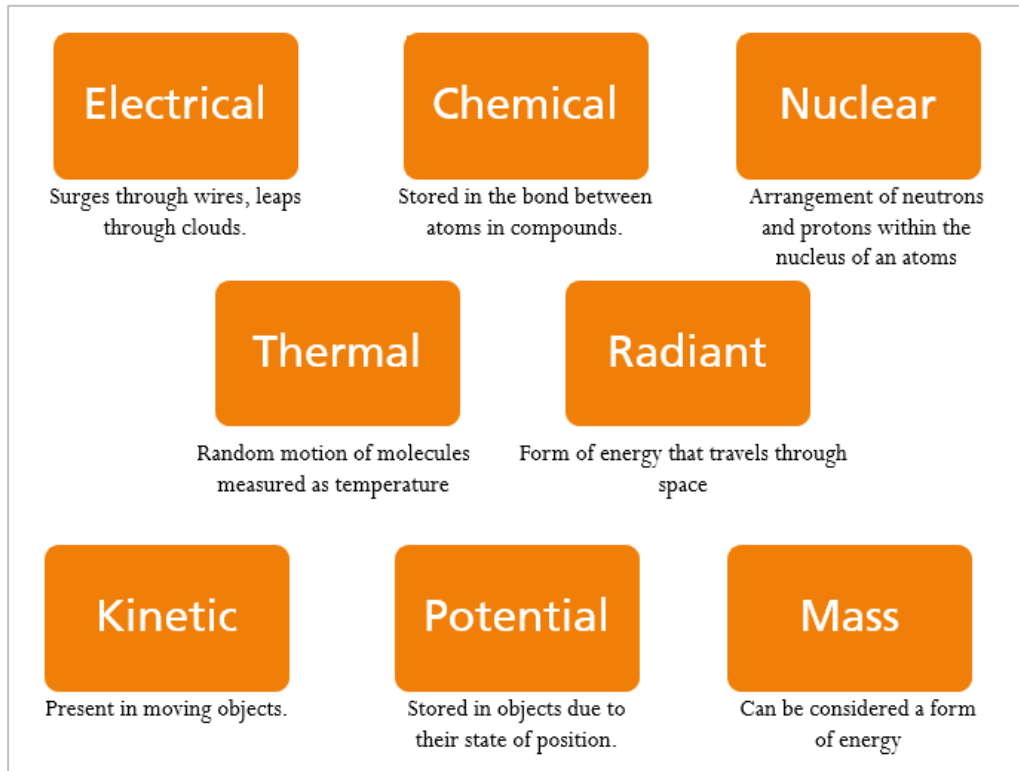 Electrical
Chemical
Nuclear
Surges through wires, leaps
through clouds.
Stored in the bond between
atoms in compounds.
Arrangement of neutrons
and protons within the
nucleus of an atoms
Thermal
Radiant
Random motion of molecules
measured as temperature
Form of energy that travels through
space
Kinetic
Potential
Mass
Present in moving objects.
Stored in objects due to
their state of position.
Can be considered a form
of energy